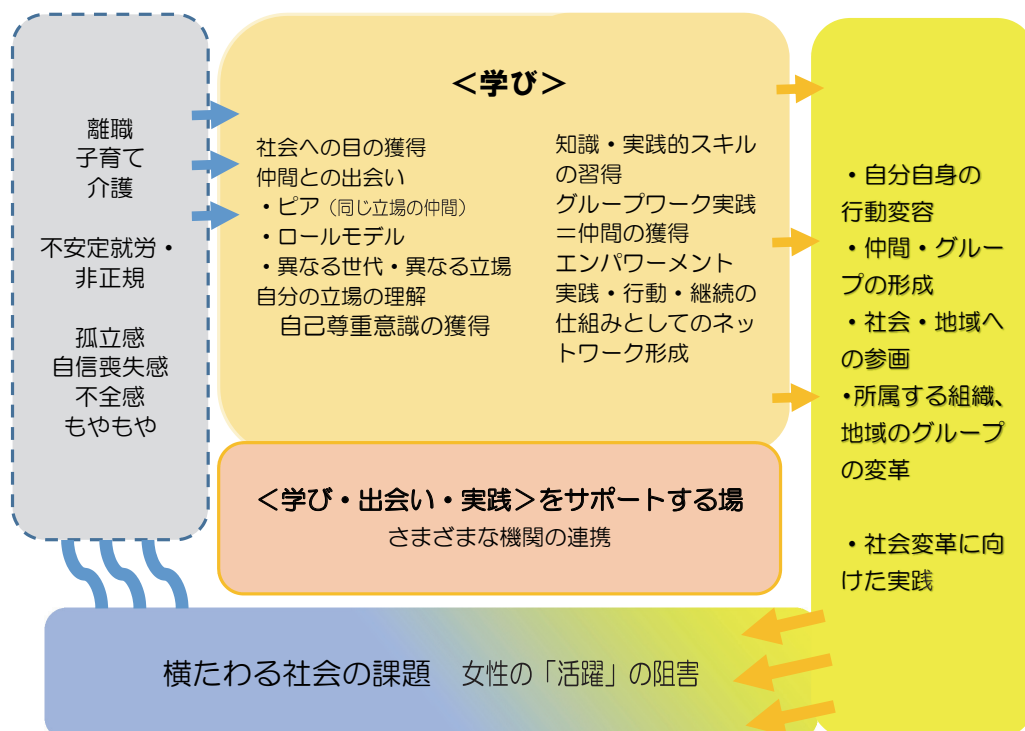 離職
子育て
介護
不安定就労・
非正規
孤立感
自信喪失感
不全感
もやもや
＜学び＞
社会への目の獲得
仲間との出会い
・ピア（同じ立場の仲間）
・ロールモデル
・異なる世代・異なる立場
自分の立場の理解
自己尊重意識の獲得
知識・実践的スキル
の習得
グループワーク実践
＝仲間の獲得
エンパワーメント
実践・行動・継続の
仕組みとしてのネッ
トワーク形成
＜学び・出会い・実践＞をサポートする場
さまざまな機関の連携
・自分自身の
行動変容
・仲間・グルー
プの形成
・社会・地域へ
の参画
・所属する組織、
地域のグループ
の変革
・社会変革に向
けた実践
横たわる社会の課題　女性の「活躍」の阻害